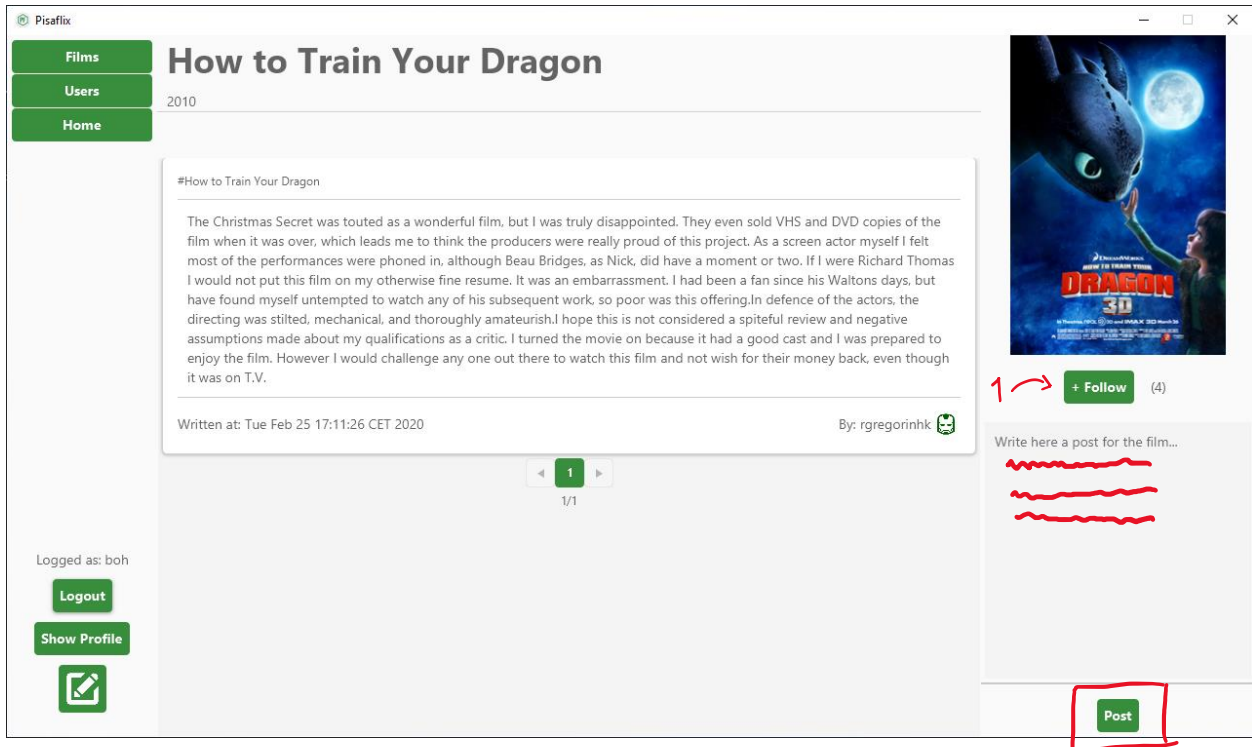 Pisaflix
Films
Users
Home
How to Train Your Dragon
2010
#How to Train Your Dragon
The Christmas Secret was touted as a wonderful film, but I was truly disappointed. They even sold VHS and DVD copies of the
film when it was over, which leads me to think the producers were really proud of this project. As a screen actor myself I felt
most of the performances were phoned in, although Beau Bridges, as Nick, did have a moment or two. If I were Richard Thomas
I would not put this film on my otherwise fine resume. It was an embarrassment. I had been a fan since his Waltons days, but
have found myself untempted to watch any of his subsequent work, so poor was this offering.In defence of the actors, the
directing was stilted, mechanical, and thoroughly amateurish.I hope this is not considered a spiteful review and negative
assumptions made about my qualifications as a critic. I turned the movie on because it had a good cast and I was prepared to
enjoy the film. However I would challenge any one out there to watch this film and not wish for their money back, even though
it was on T.V.
Written at: Tue Feb 25 17:11:26 CET 2020
By: rgregorinhk
1
1/1
Logged as: boh
Logout
Show Profile
DreamWorks
HOW TO TRAIN YOUR
DRAGON
3D
1
+ Follow (4)
Write here a post for the film...
Post